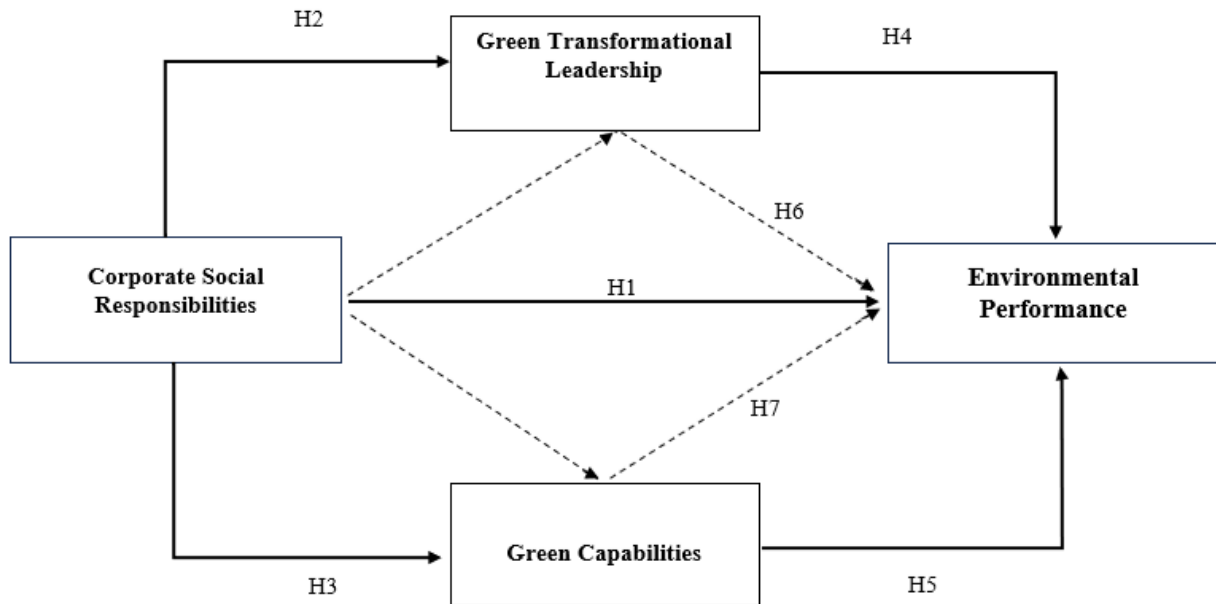 H2
Green Transformational
Leadership
H4
H6
Corporate Social
Responsibilities
H1
Environmental
Performance
H7
Green Capabilities
H3
H5